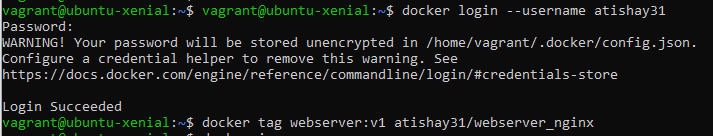 vagrant@ubuntu-xenial:~$ vagrant@ubuntu-xenial:~$ docker login --username atishay31
Password:
WARNING! Your password will be stored unencrypted in /home/vagrant/.docker/config.json.
Configure a credential helper to remove this warning. See
https://docs.docker.com/engine/reference/commandline/login/#credentials-store

Login Succeeded
vagrant@ubuntu-xenial:~$ docker tag webserver:v1 atishay31/webserver_nginx